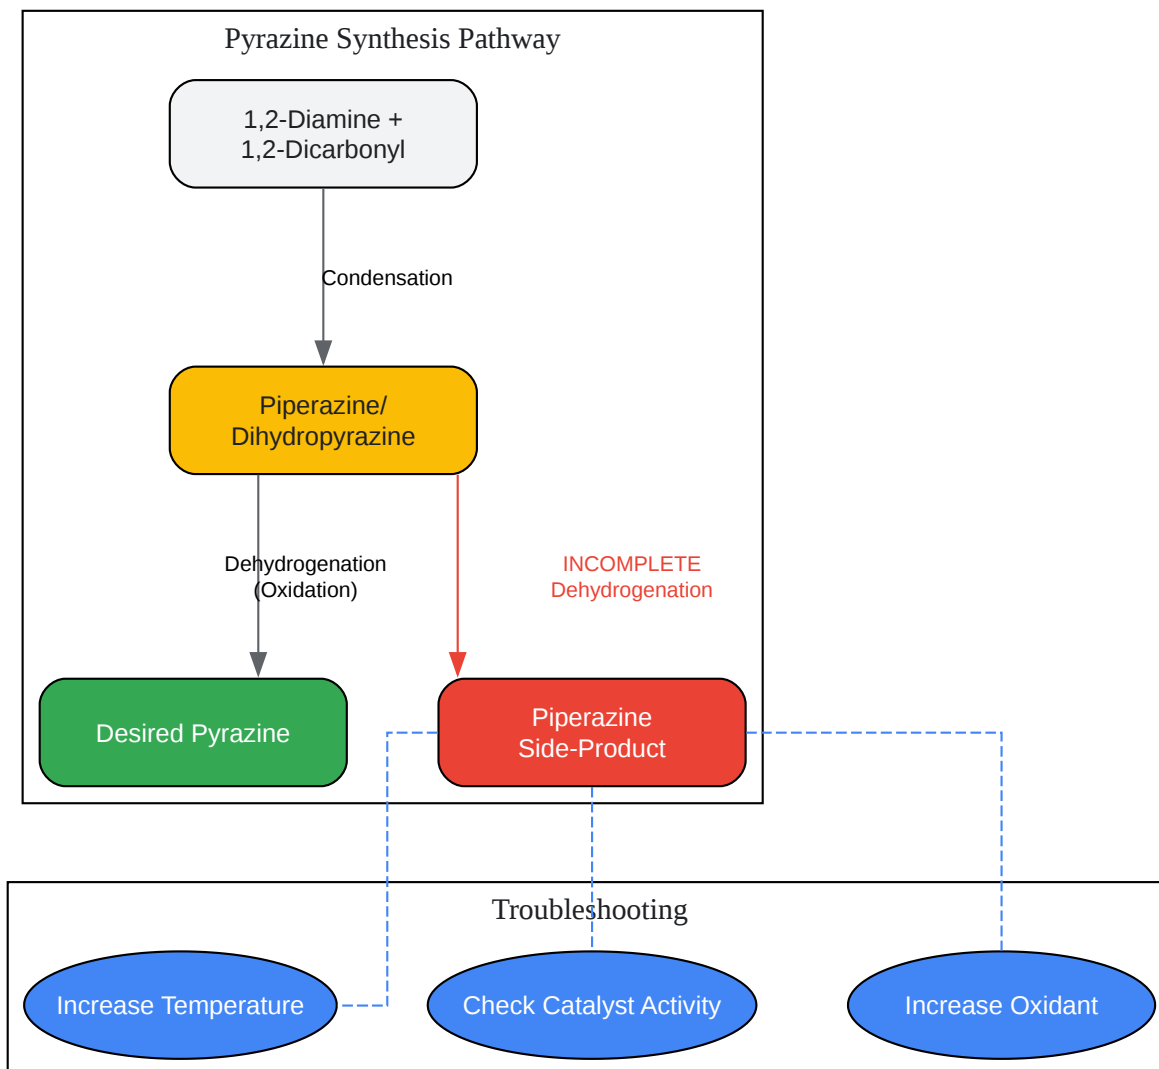 Pyrazine Synthesis Pathway
1,2-Diamine +
1,2-Dicarbonyl
Condensation
Piperazine/
Dihydropyrazine
Dehydrogenation
(Oxidation)
INCOMPLETE
Dehydrogenation
Desired Pyrazine
Piperazine
Side-Product
Troubleshooting
Increase Temperature
Check Catalyst Activity
Increase Oxidant